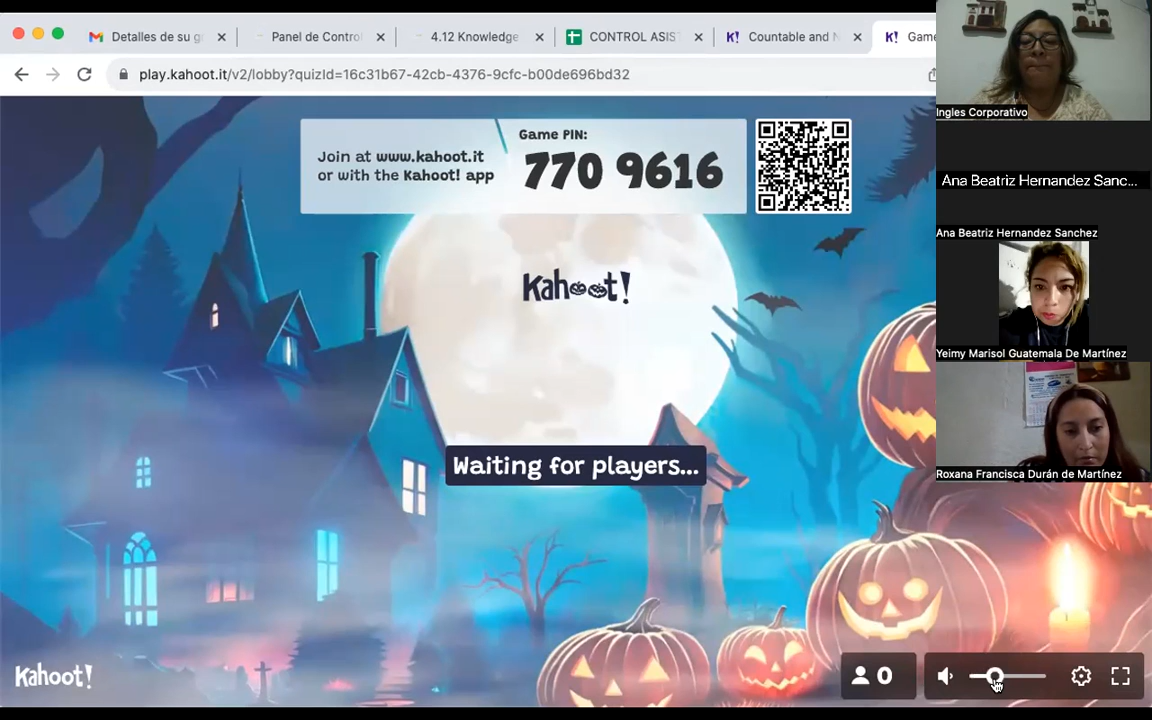 Detalles de su g
Panel de Contro
4.12 Knowledge
CONTROL ASIS
Countable and N
Game
play.kahoot.it/v2/lobby?quizId=16c31b67-42cb-4376-9cfc-b00de696bd32
Join at www.kahoot.it
or with the Kahoot! app
Game PIN:
770 9616
Kahoot!
Waiting for players...
Kahoot!
0
Ingles Corporativo
Ana Beatriz Hernandez Sanc...
Ana Beatriz Hernandez Sanchez
Yeimy Marisol Guatemala De Martínez
Roxana Francisca Durán de Martínez